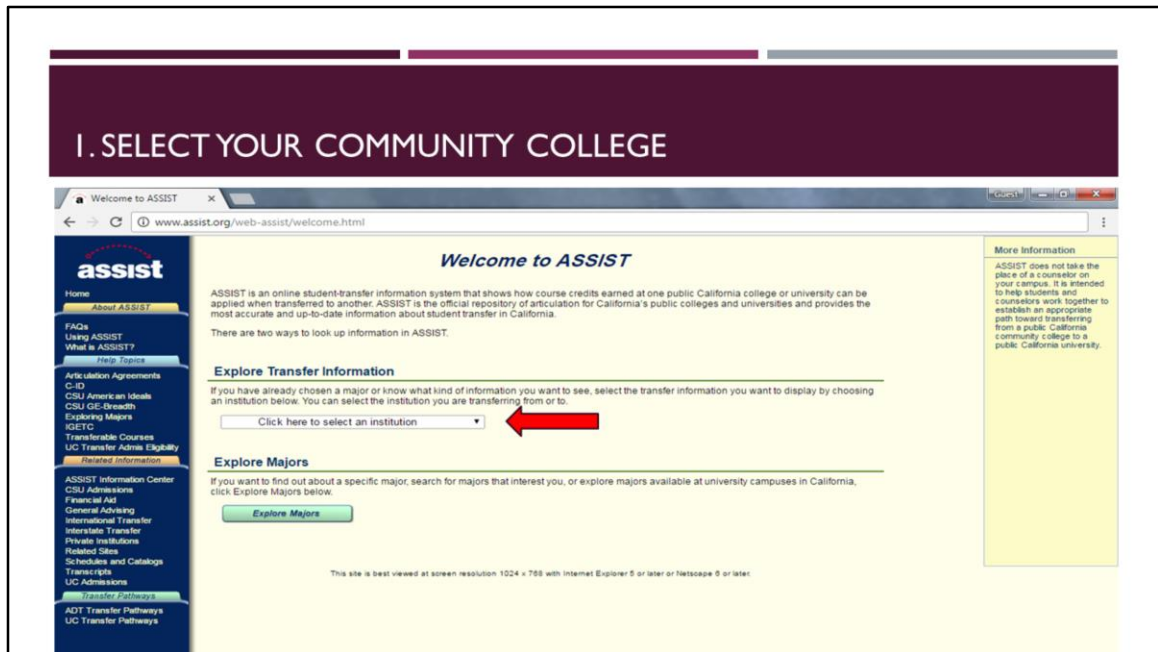 1. SELECT YOUR COMMUNITY COLLEGE
Welcome to ASSIST
Guest
www.assist.org/web-assist/welcome.html
assist
Home
About ASSIST
FAQs
Using ASSIST
What is ASSIST?
Help Topics
Articulation Agreements
C-ID
CSU American Ideals
CSU GE-Breadth
Exploring Majors
IGETC
Transferable Courses
UC Transfer Admis Eligibility
Related Information
ASSIST Information Center
CSU Admissions
Financial Aid
General Advising
International Transfer
Interstate Transfer
Private Institutions
Related Sites
Schedules and Catalogs
Transcripts
UC Admissions
Transfer Pathways
ADT Transfer Pathways
UC Transfer Pathways
Welcome to ASSIST
ASSIST is an online student-transfer information system that shows how course credits earned at one public California college or university can be
applied when transferred to another. ASSIST is the official repository of articulation for California's public colleges and universities and provides the
most accurate and up-to-date information about student transfer in California.
There are two ways to look up information in ASSIST.
Explore Transfer Information
If you have already chosen a major or know what kind of information you want to see, select the transfer information you want to display by choosing
an institution below. You can select the institution you are transferring from or to.
Click here to select an institution
Explore Majors
If you want to find out about a specific major, search for majors that interest you, or explore majors available at university campuses in California,
click Explore Majors below.
Explore Majors
This site is best viewed at screen resolution 1024 x 768 with Internet Explorer 5 or later or Netscape 6 or later.
More Information
ASSIST does not take the
place of a counselor on
your campus. It is intended
to help students and
counselors work together to
establish an appropriate
path toward transferring
from a public California
community college to a
public California university.